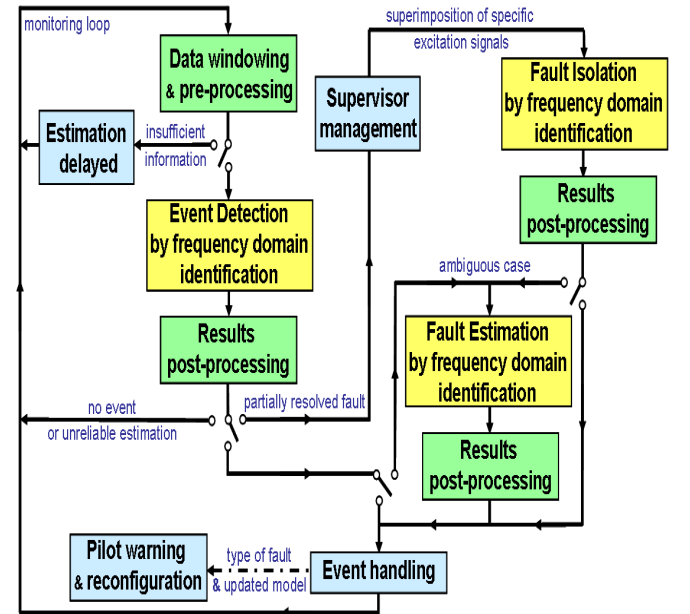 monitoring loop
Data windowing
& pre-processing
superimposition of specific
excitation signals
Supervisor
management
Fault Isolation
by frequency domain
identification
Estimation
delayed
insufficient
information
Results
post-processing
Event Detection
by frequency domain
identification
ambiguous case
Results
post-processing
Fault Estimation
by frequency domain
identification
no event
or unreliable estimation
partially resolved fault
Results
post-processing
Pilot warning
& reconfiguration
type of fault
& updated model
Event handling